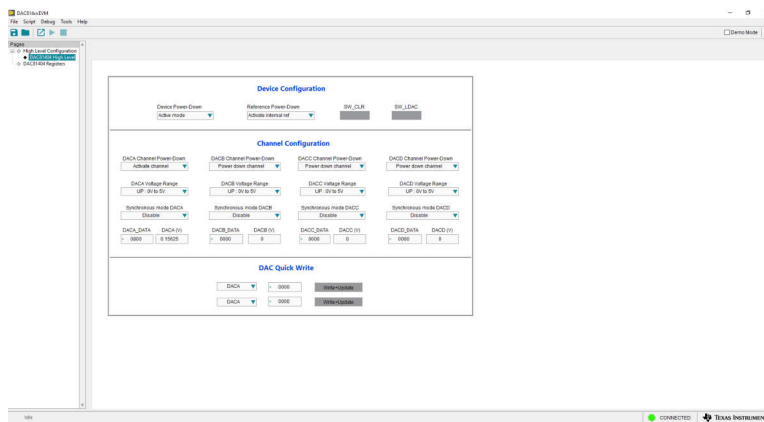 DAC81404EVM
File Script Debug Tools Help
Demo Mode
Pages
High Level Configuration
DAC81404 High Level
DAC81404 Registers
Device Configuration
Device Power-Down Reference Power-Down SW_CLR SW_LDAC
Active mode Activate internal ref
Channel Configuration
DACA Channel Power-Down DACB Channel Power-Down DACC Channel Power-Down DACD Channel Power-Down
Activate channel Power down channel Power down channel Power down channel
DACA Voltage Range DACB Voltage Range DACC Voltage Range DACD Voltage Range
UP : 0V to 5V: UP : 0V to 5V: UP : 0V to 5V: UP : 0V to 5V:
Synchronous mode DACA Synchronous mode DACB Synchronous mode DACC Synchronous mode DACD
Disable Disable Disable Disable
DACA_DATA DACA (V) DACB_DATA DACB (V) DACC_DATA DACC (V) DACD_DATA DACD (V)
0800 0.15625 0000 0 0000 0 0000 0
DAC Quick Write
DACA 0000 Write+Update
DACA 0000 Write+Update
Idle CONNECTED TEXAS INSTRUMEN